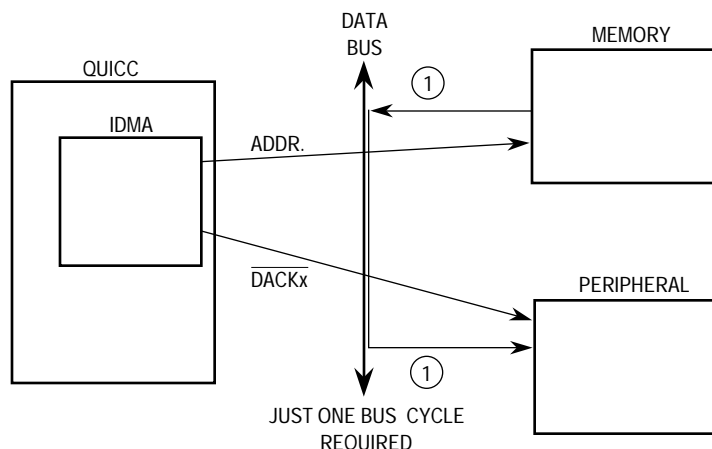 DATA
BUS
MEMORY
QUICC
1
IDMA
ADDR.
DACKx
PERIPHERAL
1
JUST ONE BUS CYCLE
REQUIRED